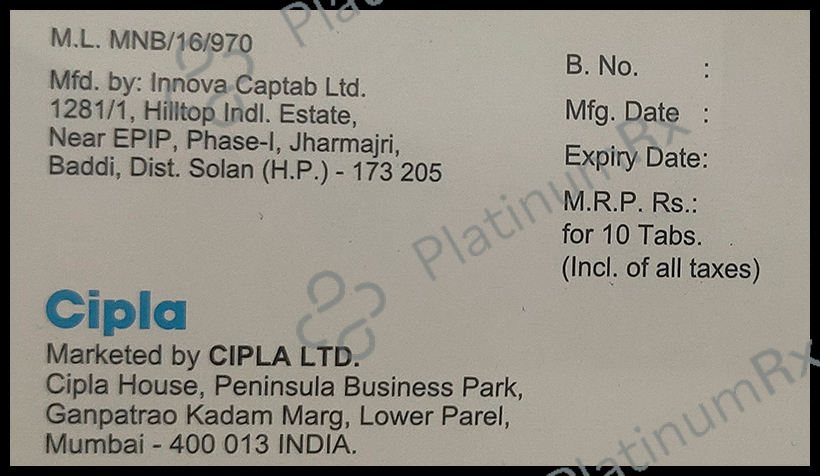 M.L. MNB/16/970
Mfd. by: Innova Captab Ltd.
1281/1, Hilltop Indl. Estate,
Near EPIP, Phase-I, Jharmajri,
Baddi, Dist. Solan (H.P.) - 173 205
B. No. :
Mfg. Date :
Expiry Date:
M.R.P. Rs.:
for 10 Tabs.
(Incl. of all taxes)
Cipla
Marketed by CIPLA LTD.
Cipla House, Peninsula Business Park,
Ganpatrao Kadam Marg, Lower Parel,
Mumbai - 400 013 INDIA.
PlatinumRx
PlatinumRx